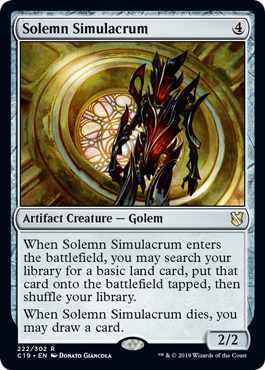 Solemn Simulacrum 4
Artifact Creature — Golem
When Solemn Simulacrum enters
the battlefield, you may search your
library for a basic land card, put that
card onto the battlefield tapped, then
shuffle your library.
When Solemn Simulacrum dies, you
may draw a card.
2/2
222/302 R
C19 • EN Donato Giancola
™ & © 2019 Wizards of the Coast